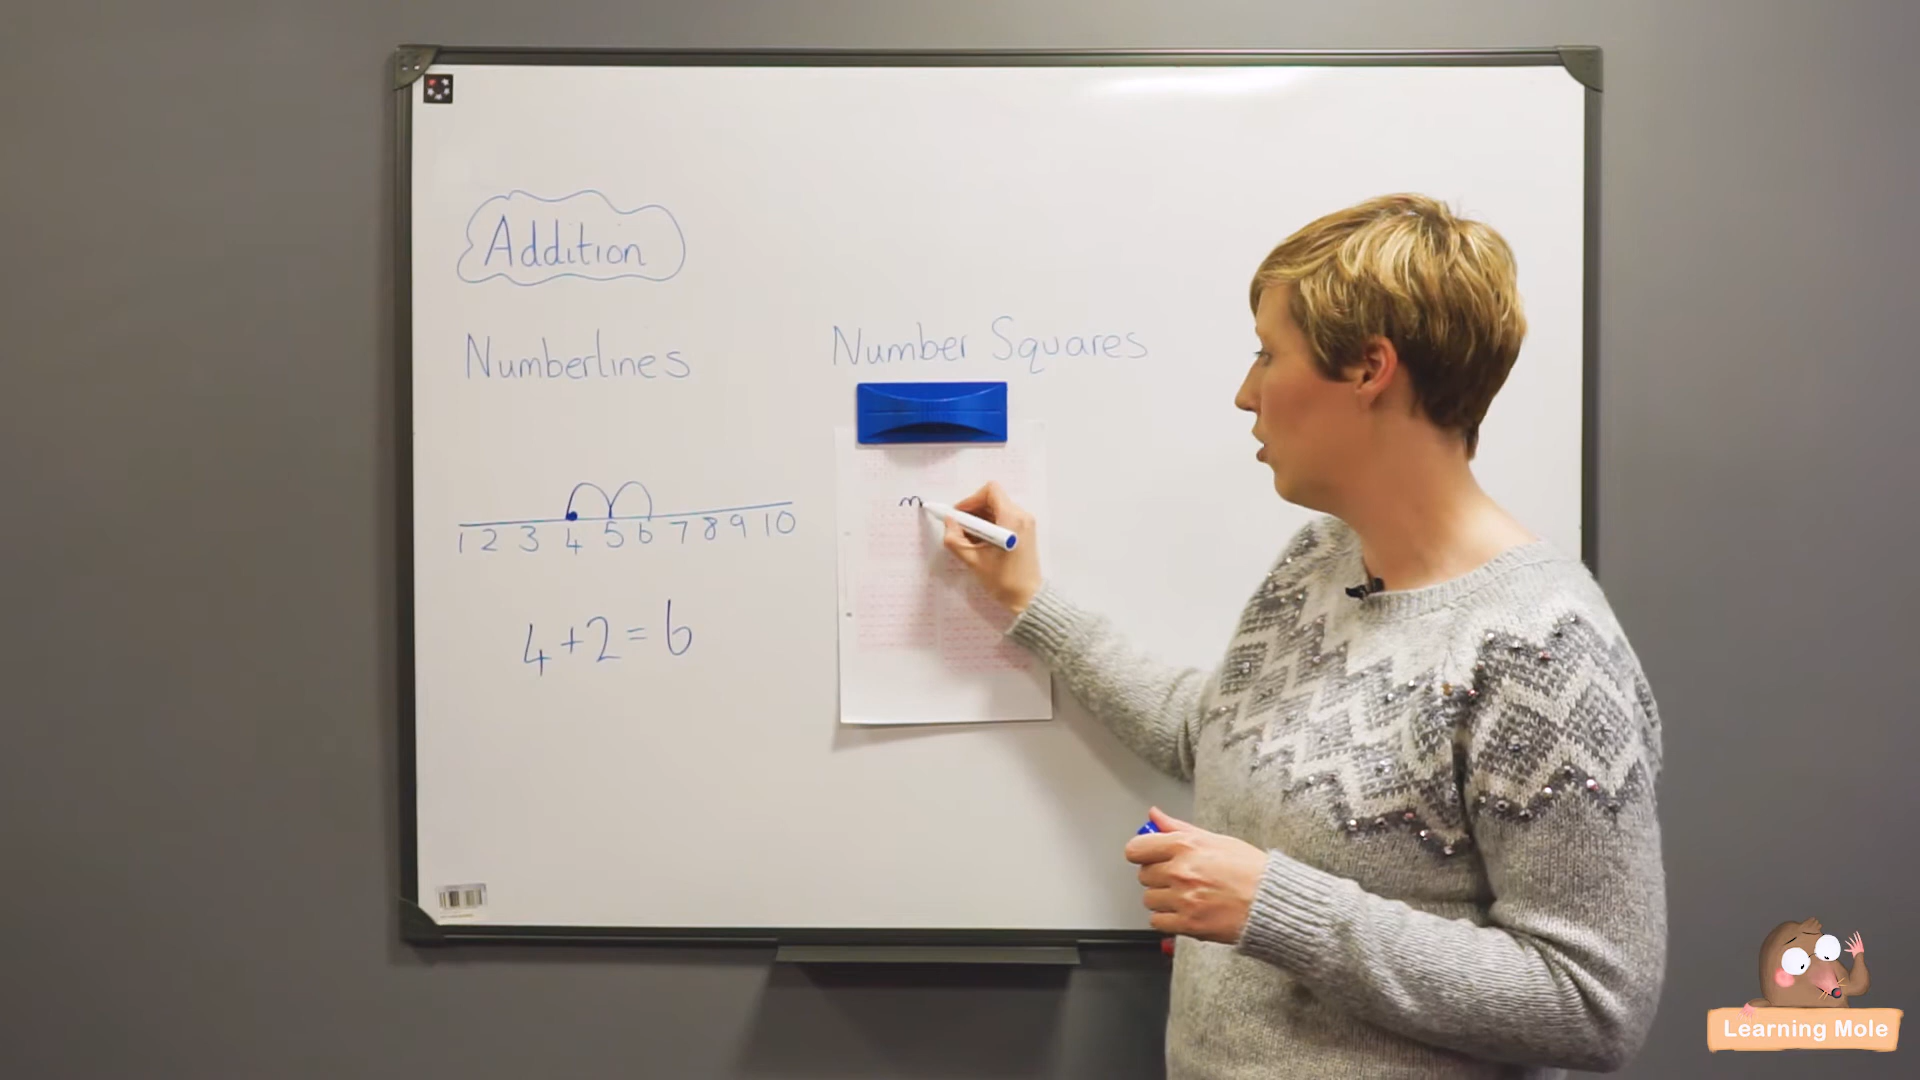 Addition
Numberlines
1 2 3 4 5 6 7 8 9 10
4+2=6
Number Squares
Learning Mole